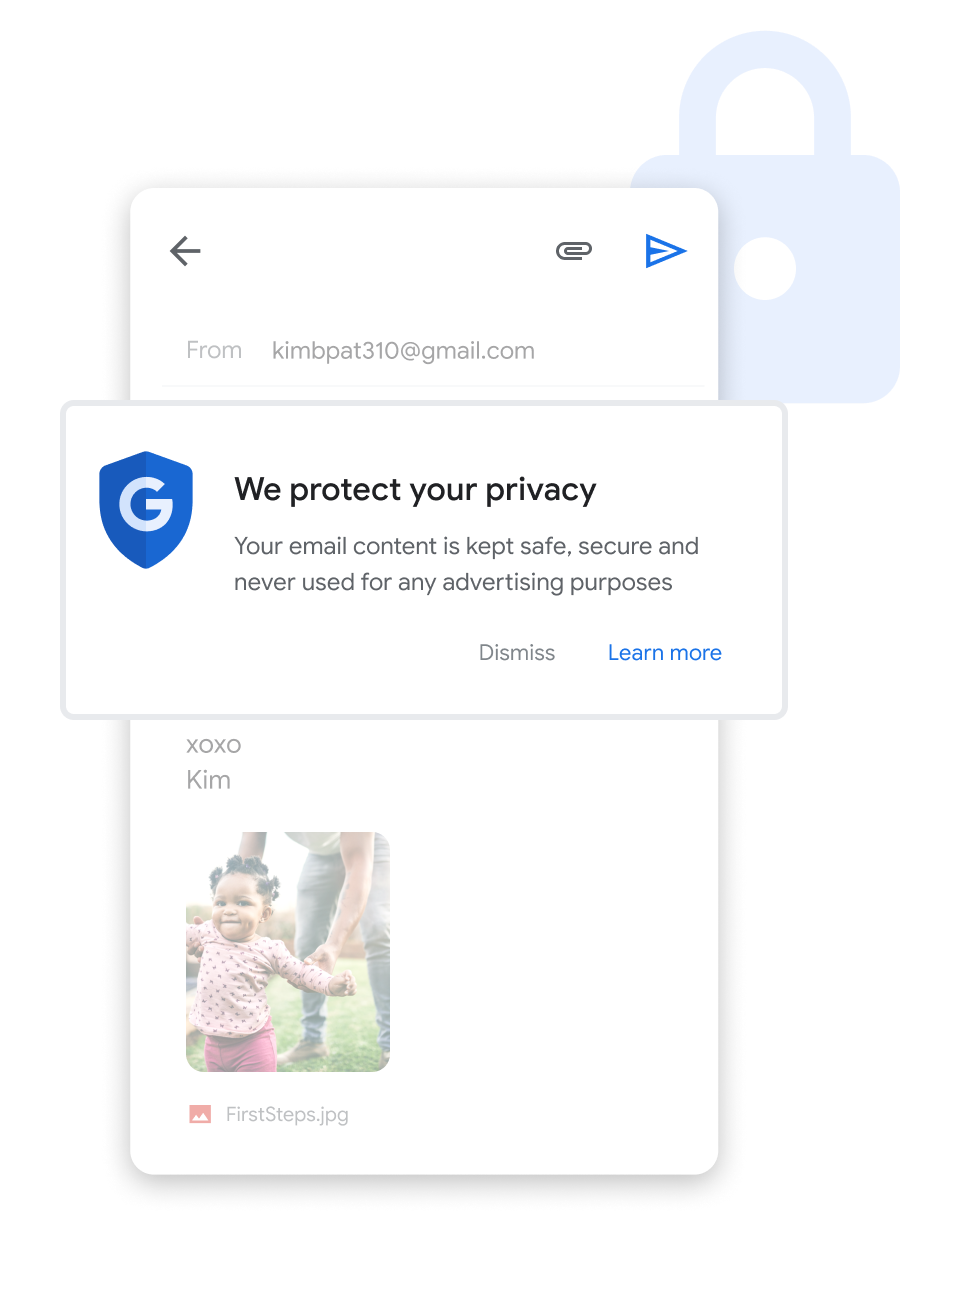 From kimbpat310@gmail.com
We protect your privacy
Your email content is kept safe, secure and
never used for any advertising purposes
Dismiss Learn more
xoxo
Kim
FirstSteps.jpg